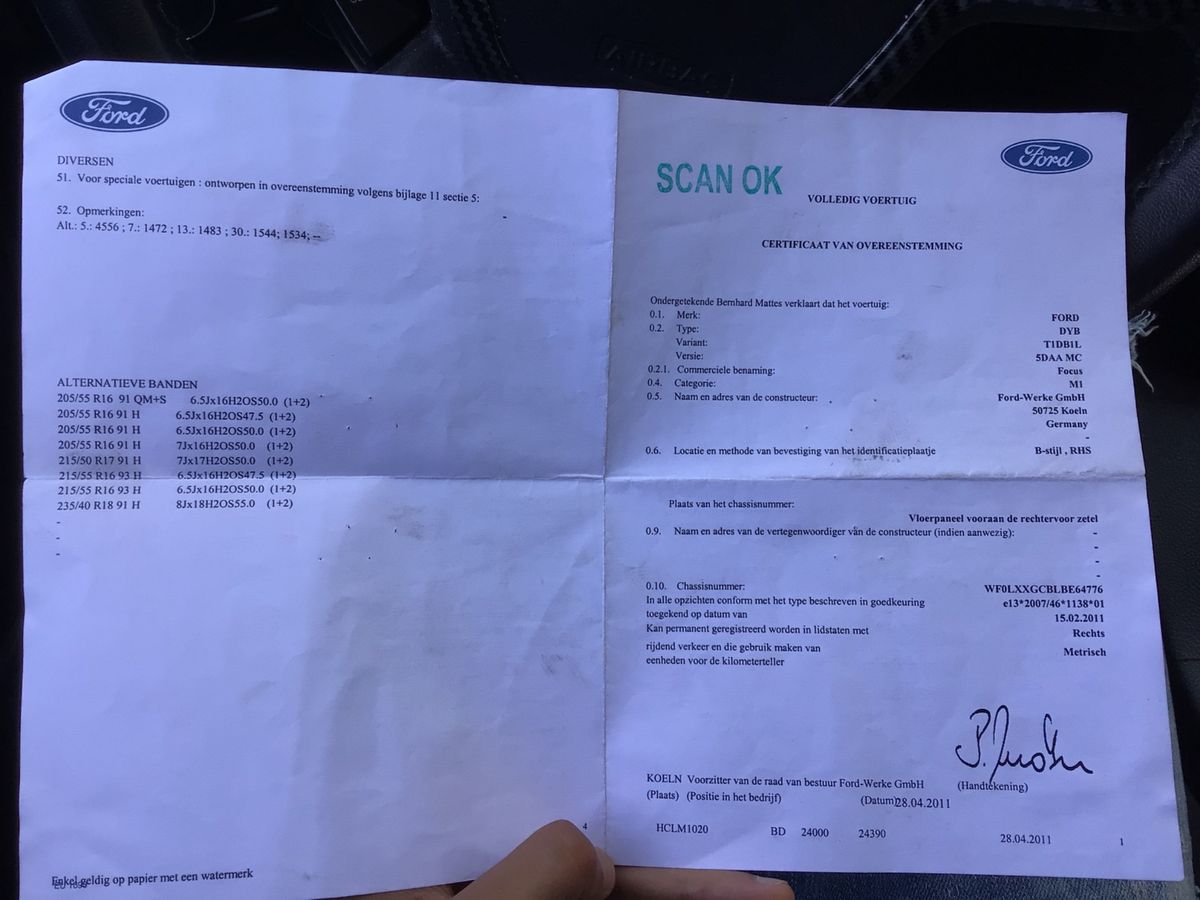 AIRBAG
Ford
DIVERSEN
51. Voor speciale voertuigen : ontworpen in overeenstemming volgens bijlage 11 sectie 5:
-
52. Opmerkingen:
Alt.: 5.: 4556 ; 7.: 1472 ; 13.: 1483 ; 30.: 1544; 1534; --
ALTERNATIEVE BANDEN
205/55 R16 91 QM+S 6.5Jx16H2OS50.0 (1+2)
205/55 R16 91 H 6.5Jx16H2OS47.5 (1+2)
205/55 R16 91 H 6.5Jx16H2OS50.0 (1+2)
205/55 R16 91 H 7Jx16H2OS50.0 (1+2)
215/50 R17 91 H 7Jx17H2OS50.0 (1+2)
215/55 R16 93 H 6.5Jx16H2OS47.5 (1+2)
215/55 R16 93 H 6.5Jx16H2OS50.0 (1+2)
235/40 R18 91 H 8Jx18H2OS55.0 (1+2)
-
-
-
4
Enkel geldig op papier met een watermerk
Ford
SCAN OK
VOLLEDIG VOERTUIG
CERTIFICAAT VAN OVEREENSTEMMING
Ondergetekende Bernhard Mattes verklaart dat het voertuig:
0.1. Merk: FORD
0.2. Type: DYB
Variant: T1DB1L
Versie: 5DAA MC
0.2.1. Commerciele benaming: Focus
0.4. Categorie: M1
0.5. Naam en adres van de constructeur: Ford-Werke GmbH
50725 Koeln
Germany
-
0.6. Locatie en methode van bevestiging van het identificatieplaatje B-stijl , RHS
Plaats van het chassisnummer:
Vloerpaneel vooraan de rechtervoor zetel
0.9. Naam en adres van de vertegenwoordiger van de constructeur (indien aanwezig): -
-
-
-
0.10. Chassisnummer: WF0LXXGCBLBE64776
In alle opzichten conform met het type beschreven in goedkeuring e13*2007/46*1138*01
toegekend op datum van 15.02.2011
Kan permanent geregistreerd worden in lidstaten met Rechts
rijdend verkeer en die gebruik maken van Metrisch
eenheden voor de kilometerteller
KOELN Voorzitter van de raad van bestuur Ford-Werke GmbH (Handtekening)
(Plaats) (Positie in het bedrijf) (Datum)28.04.2011
HCLM1020 BD 24000 24390 28.04.2011 1